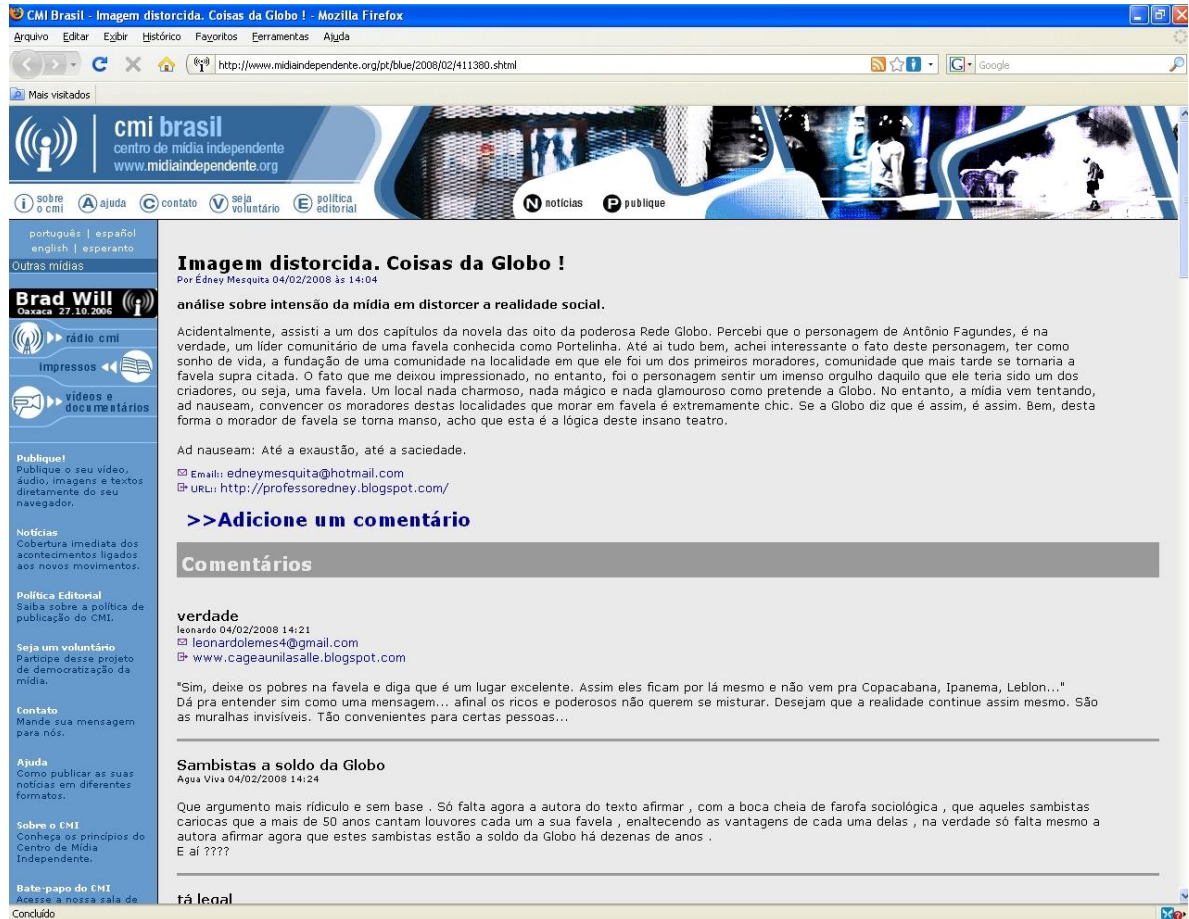 CMI Brasil - Imagem distorcida. Coisas da Globo ! - Mozilla Firefox
Arquivo Editar Exibir Histórico Favoritos Ferramentas Ajuda
http://www.midiaindependente.org/pt/blue/2008/02/411380.shtml
Google
Mais visitados
cmi brasil
centro de mídia independente
www.midiaindependente.org
sobre o cmi
ajuda
contato
seja voluntário
política editorial
notícias
publique
português | español
english | esperanto
Outras mídias
Brad Will
Oaxaca 27.10.2006
rádio cmi
impressos
vídeos e
documentários
Publique!
Publique o seu vídeo,
áudio, imagens e textos
diretamente do seu
navegador.
Notícias
Cobertura imediata dos
acontecimentos ligados
aos novos movimentos.
Política Editorial
Saiba sobre a política de
publicação do CMI.
Seja um voluntário
Participe desse projeto
de democratização da
mídia.
Contato
Mande sua mensagem
para nós.
Ajuda
Como publicar as suas
notícias em diferentes
formatos.
Sobre o CMI
Conheça os princípios do
Centro de Mídia
Independente.
Bate-papo do CMI
Acesse a nossa sala de
Imagem distorcida. Coisas da Globo !
Por Édney Mesquita 04/02/2008 às 14:04
análise sobre intensão da mídia em distorcer a realidade social.
Acidentalmente, assisti a um dos capítulos da novela das oito da poderosa Rede Globo. Percebi que o personagem de Antônio Fagundes, é na
verdade, um líder comunitário de uma favela conhecida como Portelinha. Até ai tudo bem, achei interessante o fato deste personagem, ter como
sonho de vida, a fundação de uma comunidade na localidade em que ele foi um dos primeiros moradores, comunidade que mais tarde se tornaria a
favela supra citada. O fato que me deixou impressionado, no entanto, foi o personagem sentir um imenso orgulho daquilo que ele teria sido um dos
criadores, ou seja, uma favela. Um local nada charmoso, nada mágico e nada glamouroso como pretende a Globo. No entanto, a mídia vem tentando,
ad nauseam, convencer os moradores destas localidades que morar em favela é extremamente chic. Se a Globo diz que é assim, é assim. Bem, desta
forma o morador de favela se torna manso, acho que esta é a lógica deste insano teatro.
Ad nauseam: Até a exaustão, até a saciedade.
Email:: edneymesquita@hotmail.com
URL:: http://professoredney.blogspot.com/
>>Adicione um comentário
Comentários
verdade
leonardo 04/02/2008 14:21
leonardolemes4@gmail.com
www.cageaunilasalle.blogspot.com
"Sim, deixe os pobres na favela e diga que é um lugar excelente. Assim eles ficam por lá mesmo e não vem pra Copacabana, Ipanema, Leblon..."
Dá pra entender sim como uma mensagem... afinal os ricos e poderosos não querem se misturar. Desejam que a realidade continue assim mesmo. São
as muralhas invisíveis. Tão convenientes para certas pessoas...
Sambistas a soldo da Globo
Agua Viva 04/02/2008 14:24
Que argumento mais rídiculo e sem base . Só falta agora a autora do texto afirmar , com a boca cheia de farofa sociológica , que aqueles sambistas
cariocas que a mais de 50 anos cantam louvores cada um a sua favela , enaltecendo as vantagens de cada uma delas , na verdade só falta mesmo a
autora afirmar agora que estes sambistas estão a soldo da Globo há dezenas de anos .
E aí ????
tá legal
Concluído